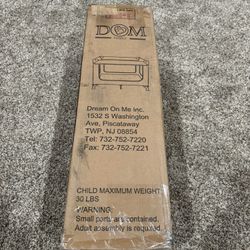 DOM
Dream On Me Inc.
1532 S Washington
Ave, Piscataway
TWP, NJ 08854
Tel: 732-752-7220
Fax: 732-752-7221
CHILD MAXIMUM WEIGHT:
30 LBS
WARNING:
Small parts are contained.
Adult assembly is required.